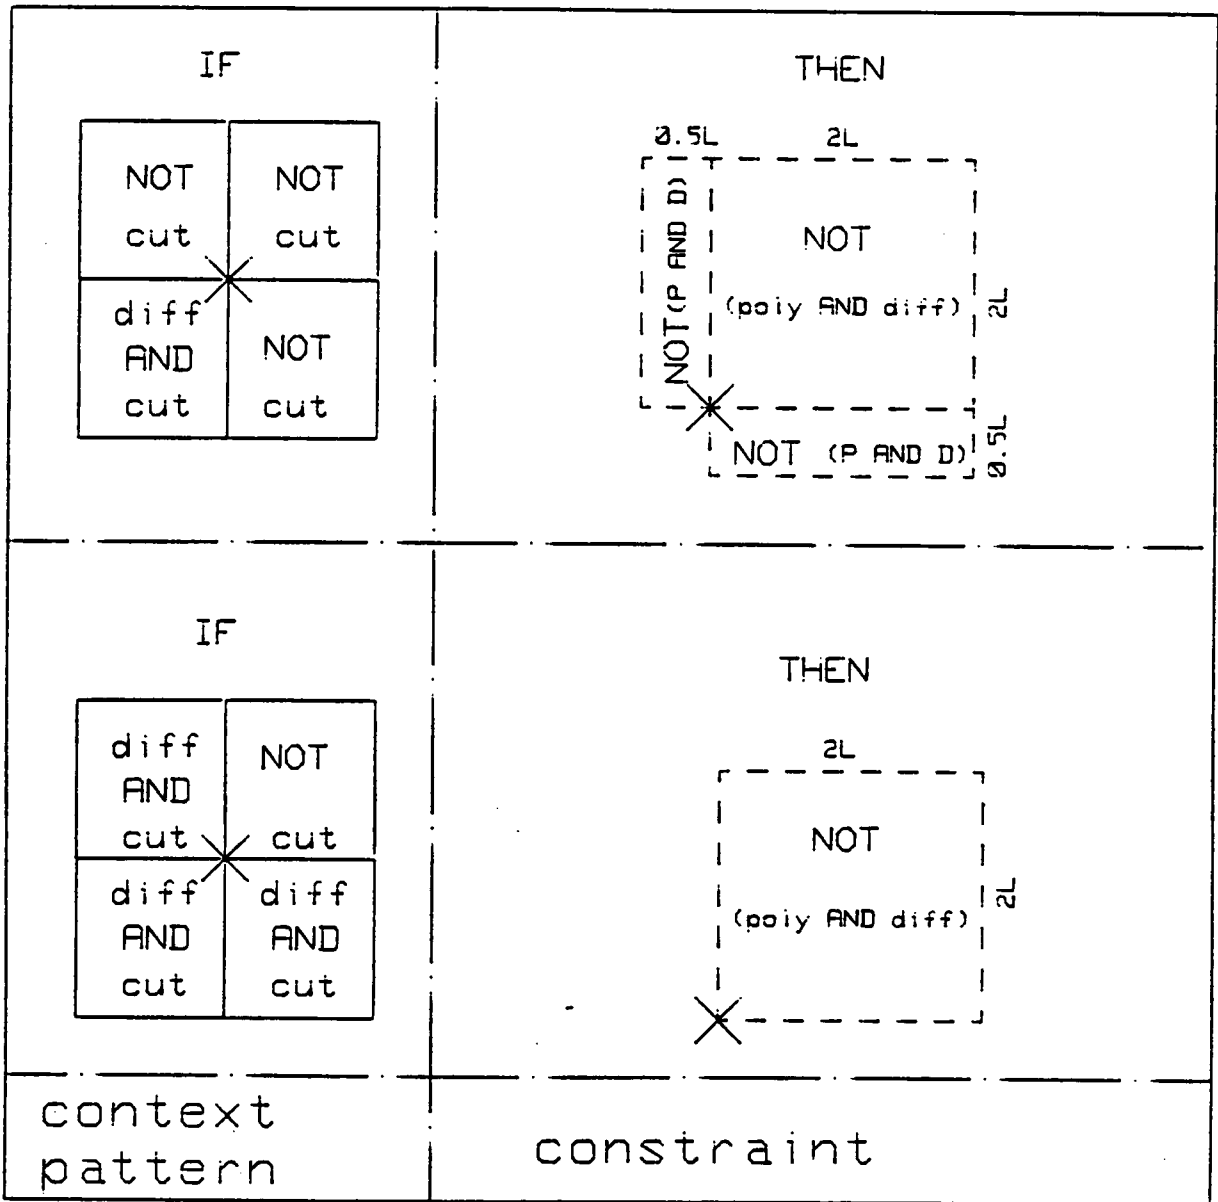 IF
THEN
NOT cut
NOT cut
diff AND cut
NOT cut
0.5L
2L
NOT(P AND D)
NOT
(poly AND diff)
2L
NOT (P AND D)
0.5L
IF
THEN
diff AND cut
NOT cut
diff AND cut
diff AND cut
2L
NOT
(poly AND diff)
2L
context
pattern
constraint